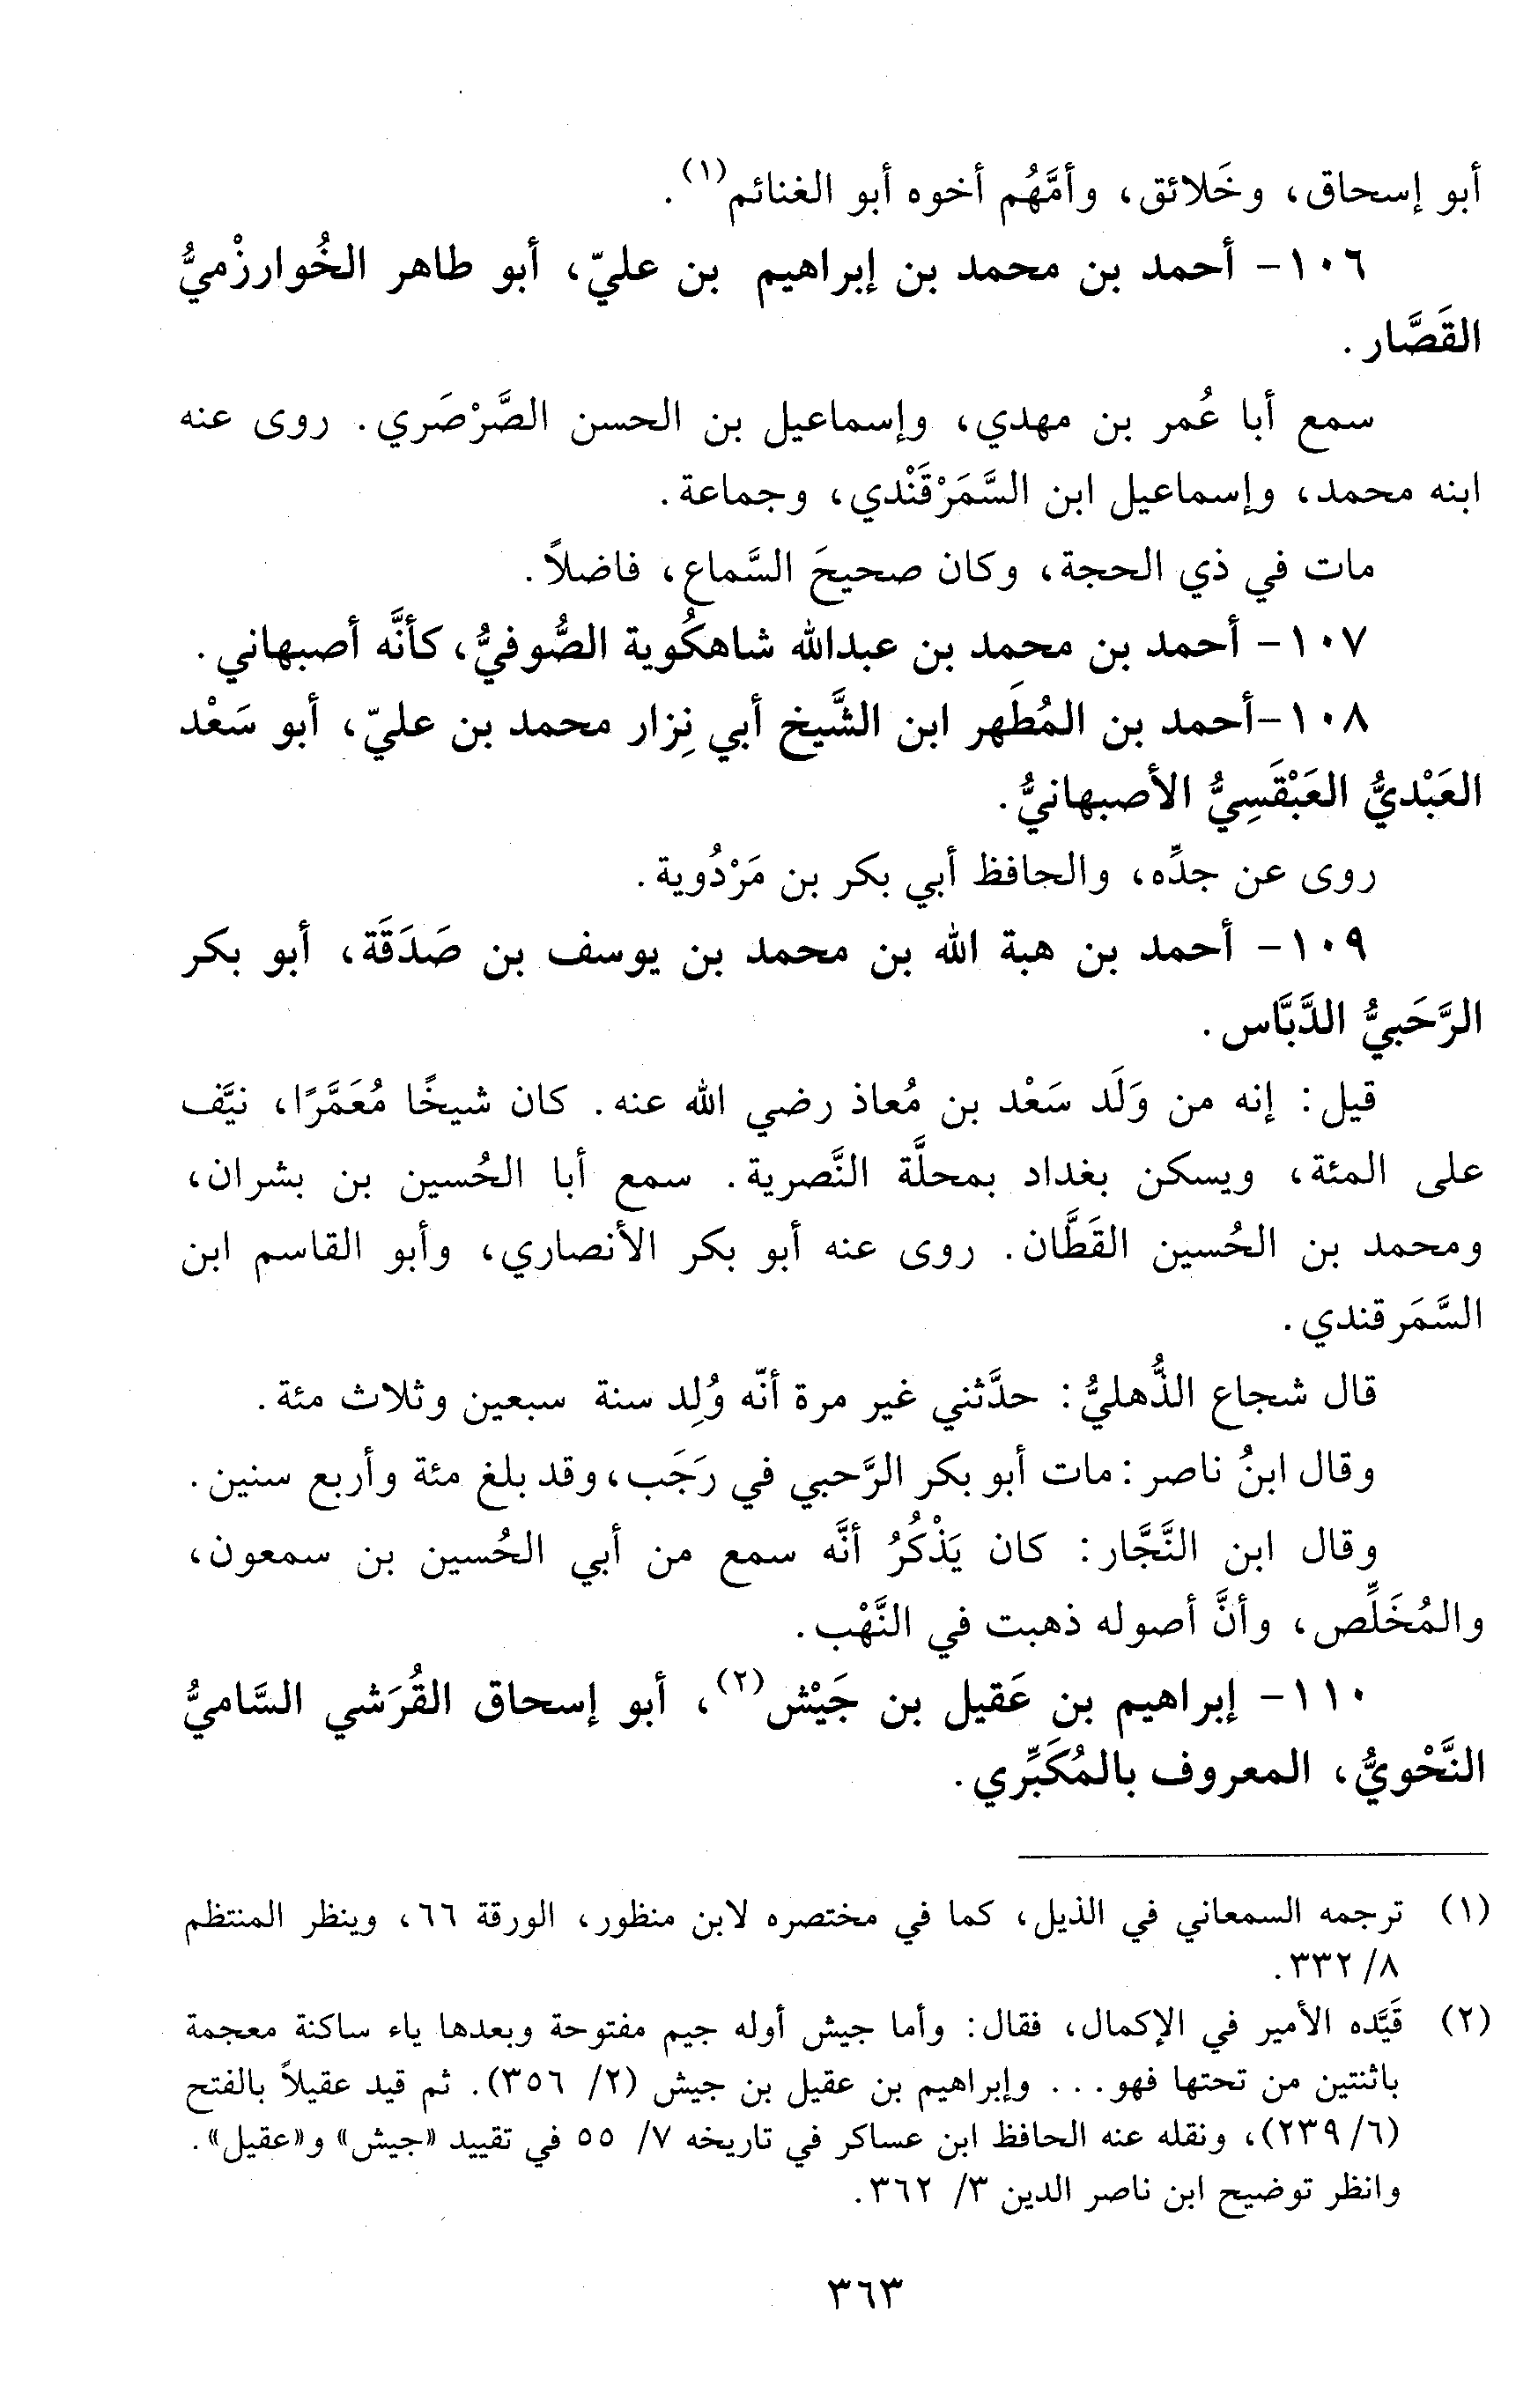 أبو إسحاق، وخَلائق، وأمَّهُم أخوه أبو الغنائم(١).
١٠٦- أحمد بن محمد بن إبراهيم بن عليّ، أبو طاهر الخُوارزْميُّ
القَصَّار.
سمع أبا عُمر بن مهدي، وإسماعيل بن الحسن الصَّرْصَري. روى عنه
ابنه محمد، وإسماعيل ابن السَّمَرْقَنْدي، وجماعة.
مات في ذي الحجة، وكان صحيحَ السَّماع، فاضلاً.
١٠٧- أحمد بن محمد بن عبدالله شاهكُوية الصُّوفيُّ، كأنَّه أصبهاني.
١٠٨-أحمد بن المُطَهر ابن الشَّيخ أبي نِزار محمد بن عليّ، أبو سَعْد
العَبْديُّ العَبْقَسِيُّ الأصبهانيُّ.
روى عن جدِّه، والحافظ أبي بكر بن مَرْدُوية.
١٠٩- أحمد بن هبة الله بن محمد بن يوسف بن صَدَقَة، أبو بكر
الرَّحَبيُّ الدَّبَّاس.
قيل: إنه من وَلَد سَعْد بن مُعاذ رضي الله عنه. كان شيخًا مُعَمَّرًا، نيَّف
على المئة، ويسكن بغداد بمحلَّة النَّصرية. سمع أبا الحُسين بن بشران،
ومحمد بن الحُسين القَطَّان. روى عنه أبو بكر الأنصاري، وأبو القاسم ابن
السَّمَرقندي.
قال شجاع الذُّهليُّ: حدَّثني غير مرة أنّه وُلِد سنة سبعين وثلاث مئة.
وقال ابنُ ناصر: مات أبو بكر الرَّحبي في رَجَب، وقد بلغ مئة وأربع سنين.
وقال ابن النَّجَّار: كان يَذْكُرُ أنَّه سمع من أبي الحُسين بن سمعون،
والمُخَلِّص، وأنَّ أصوله ذهبت في النَّهْب.
١١٠- إبراهيم بن عَقيل بن جَيْش(٢)، أبو إسحاق القُرَشي السَّاميُّ
النَّحْويُّ، المعروف بالمُكَبِّري.
(١) ترجمه السمعاني في الذيل، كما في مختصره لابن منظور، الورقة ٦٦، وينظر المنتظم
٨/ ٣٣٢.
(٢) قَيَّده الأمير في الإكمال، فقال: وأما جيش أوله جيم مفتوحة وبعدها ياء ساكنة معجمة
باثنتين من تحتها فهو... وإبراهيم بن عقيل بن جيش (٢/ ٣٥٦). ثم قيد عقيلاً بالفتح
(٦/ ٢٣٩)، ونقله عنه الحافظ ابن عساكر في تاريخه ٧/ ٥٥ في تقييد «جيش» و«عقيل».
وانظر توضيح ابن ناصر الدين ٣/ ٣٦٢.
٣٦٣